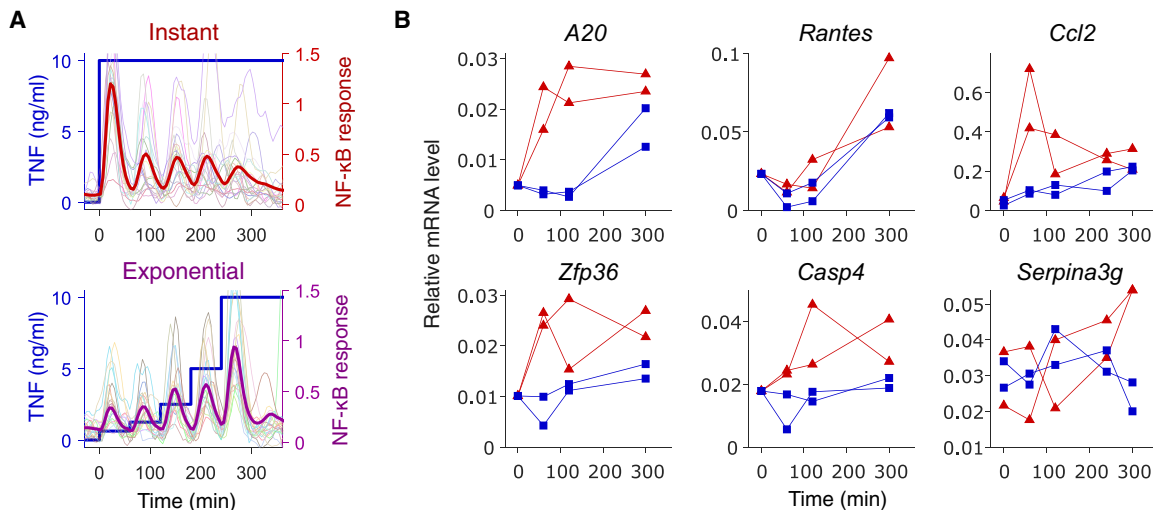 A
Instant
TNF (ng/ml)
10
5
0
1.5
1
0.5
0
NF-κB response
0 100 200 300
Exponential
TNF (ng/ml)
10
5
0
1.5
1
0.5
0
NF-κB response
0 100 200 300
Time (min)
B
Relative mRNA level
A20
0.03
0.02
0.01
0
0 100 200 300
Rantes
0.1
0.05
0
0 100 200 300
Ccl2
0.6
0.4
0.2
0
0 100 200 300
Zfp36
0.03
0.02
0.01
0
0 100 200 300
Casp4
0.04
0.02
0
0 100 200 300
Serpina3g
0.05
0.04
0.03
0.02
0.01
0 100 200 300
Time (min)